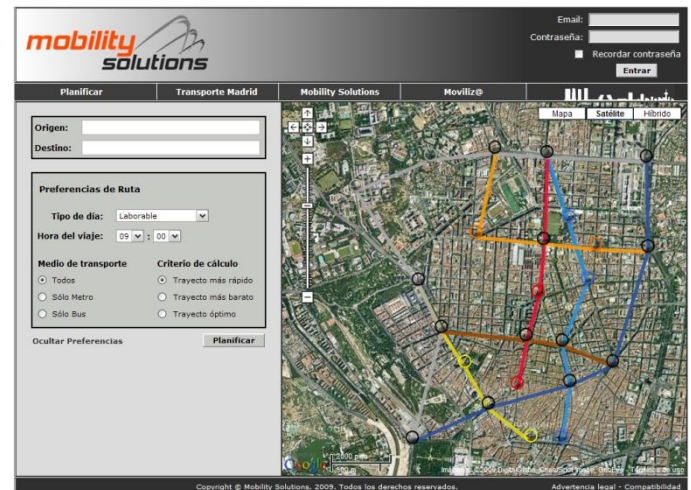 mobility
solutions
Email:
Contraseña:
Recordar contraseña
Entrar
Planificar Transporte Madrid Mobility Solutions Moviliz@
Origen:
Destino:
Preferencias de Ruta
Tipo de día: Laborable
Hora del viaje: 09 : 00
Medio de transporte Criterio de cálculo
Todos Trayecto más rápido
Sólo Metro Trayecto más barato
Sólo Bus Trayecto óptimo
Ocultar Preferencias Planificar
Mapa Satélite Híbrido
Copyright © Mobility Solutions, 2009. Todos los derechos reservados.
Advertencia legal - Compatibilidad